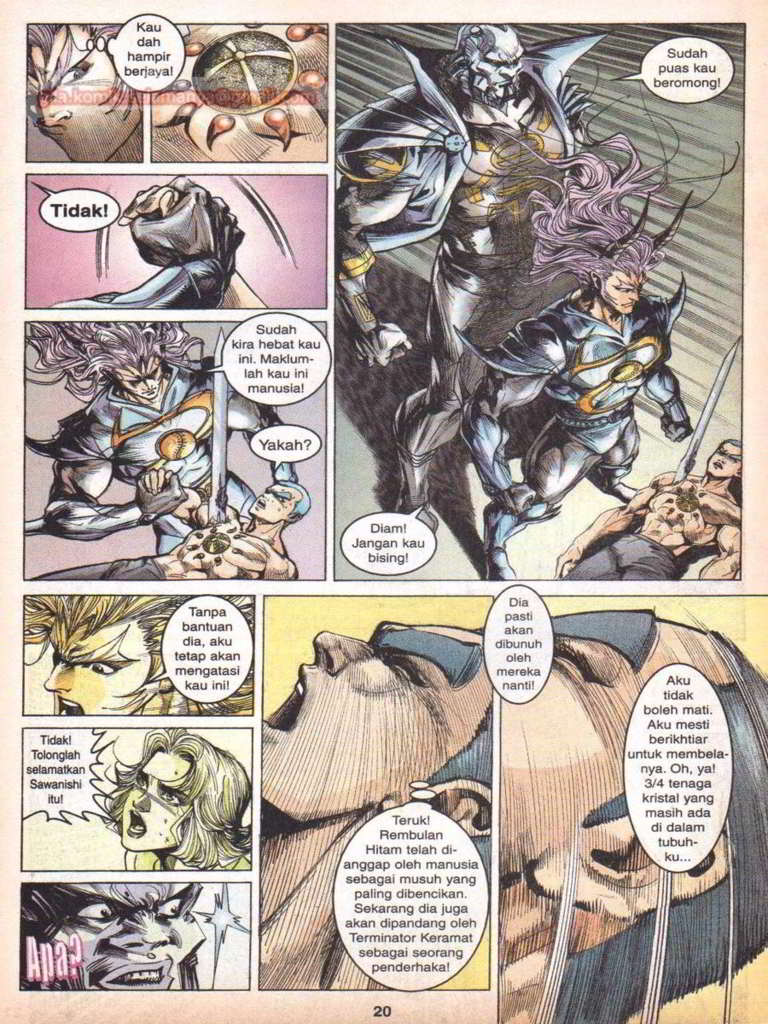 Kau
dah
hampir
berjaya!
Sudah
puas kau
beromong!
Tidak!
Sudah
kira hebat kau
ini. Maklum-
lah kau ini
manusia!
Yakah?
Diam!
Jangan kau
bising!
Tanpa
bantuan
dia, aku
tetap akan
mengatasi
kau ini!
Tidak!
Tolonglah
selamatkan
Sawanishi
itu!
Apa?
Dia
pasti
akan
dibunuh
oleh
mereka
nanti!
Teruk!
Rembulan
Hitam telah di-
anggap oleh manusia
sebagai musuh yang
paling dibencikan.
Sekarang dia juga
akan dipandang oleh
Terminator Keramat
sebagai seorang
penderhaka!
Aku
tidak
boleh mati.
Aku mesti
berikhtiar
untuk membela-
nya. Oh, ya!
3/4 tenaga
kristal yang
masih ada
di dalam
tubuh-
ku...
20